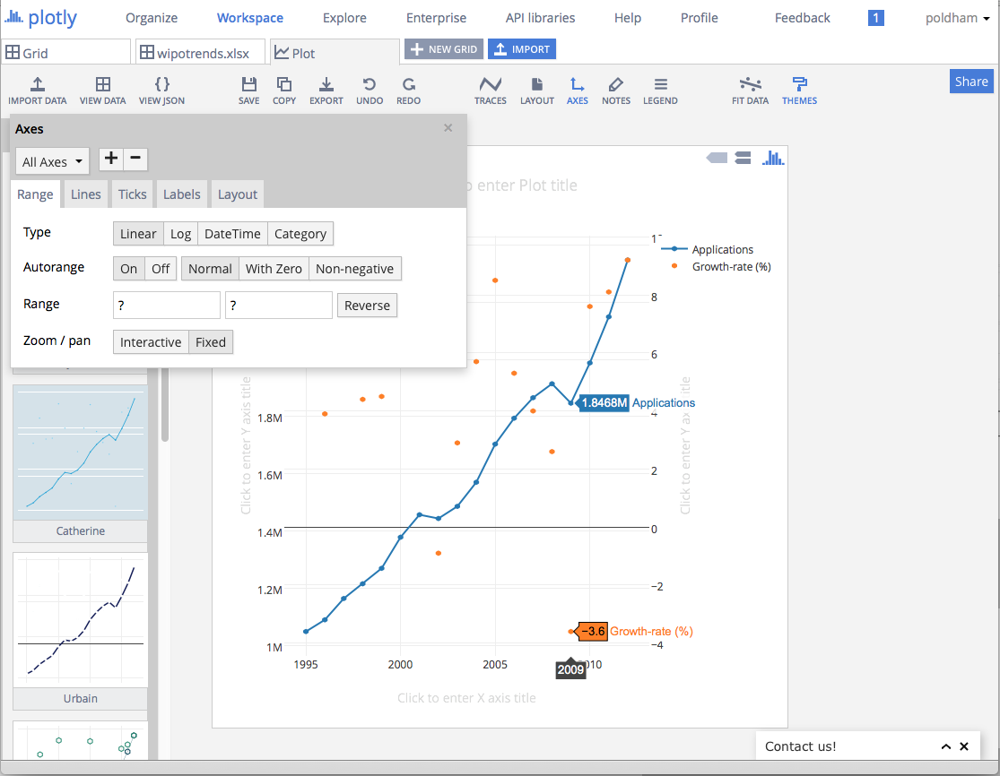 plotly Organize Workspace Explore Enterprise API libraries Help Profile Feedback 1 poldham
Grid wipotrends.xlsx Plot NEW GRID IMPORT
IMPORT DATA VIEW DATA VIEW JSON SAVE COPY EXPORT UNDO REDO TRACES LAYOUT AXES NOTES LEGEND FIT DATA THEMES Share
Axes
All Axes
Range Lines Ticks Labels Layout
Type Linear Log DateTime Category
Autorange On Off Normal With Zero Non-negative
Range ? ? Reverse
Zoom / pan Interactive Fixed
Catherine
Urbain
to enter Plot title
Applications
Growth-rate (%)
1.8M
1.6M
1.4M
1.2M
1M
Click to enter Y axis title
8
6
4
2
0
−2
−4
Click to enter Y axis title
1.8468M Applications
−3.6 Growth-rate (%)
1995 2000 2005 2009
Click to enter X axis title
Contact us!